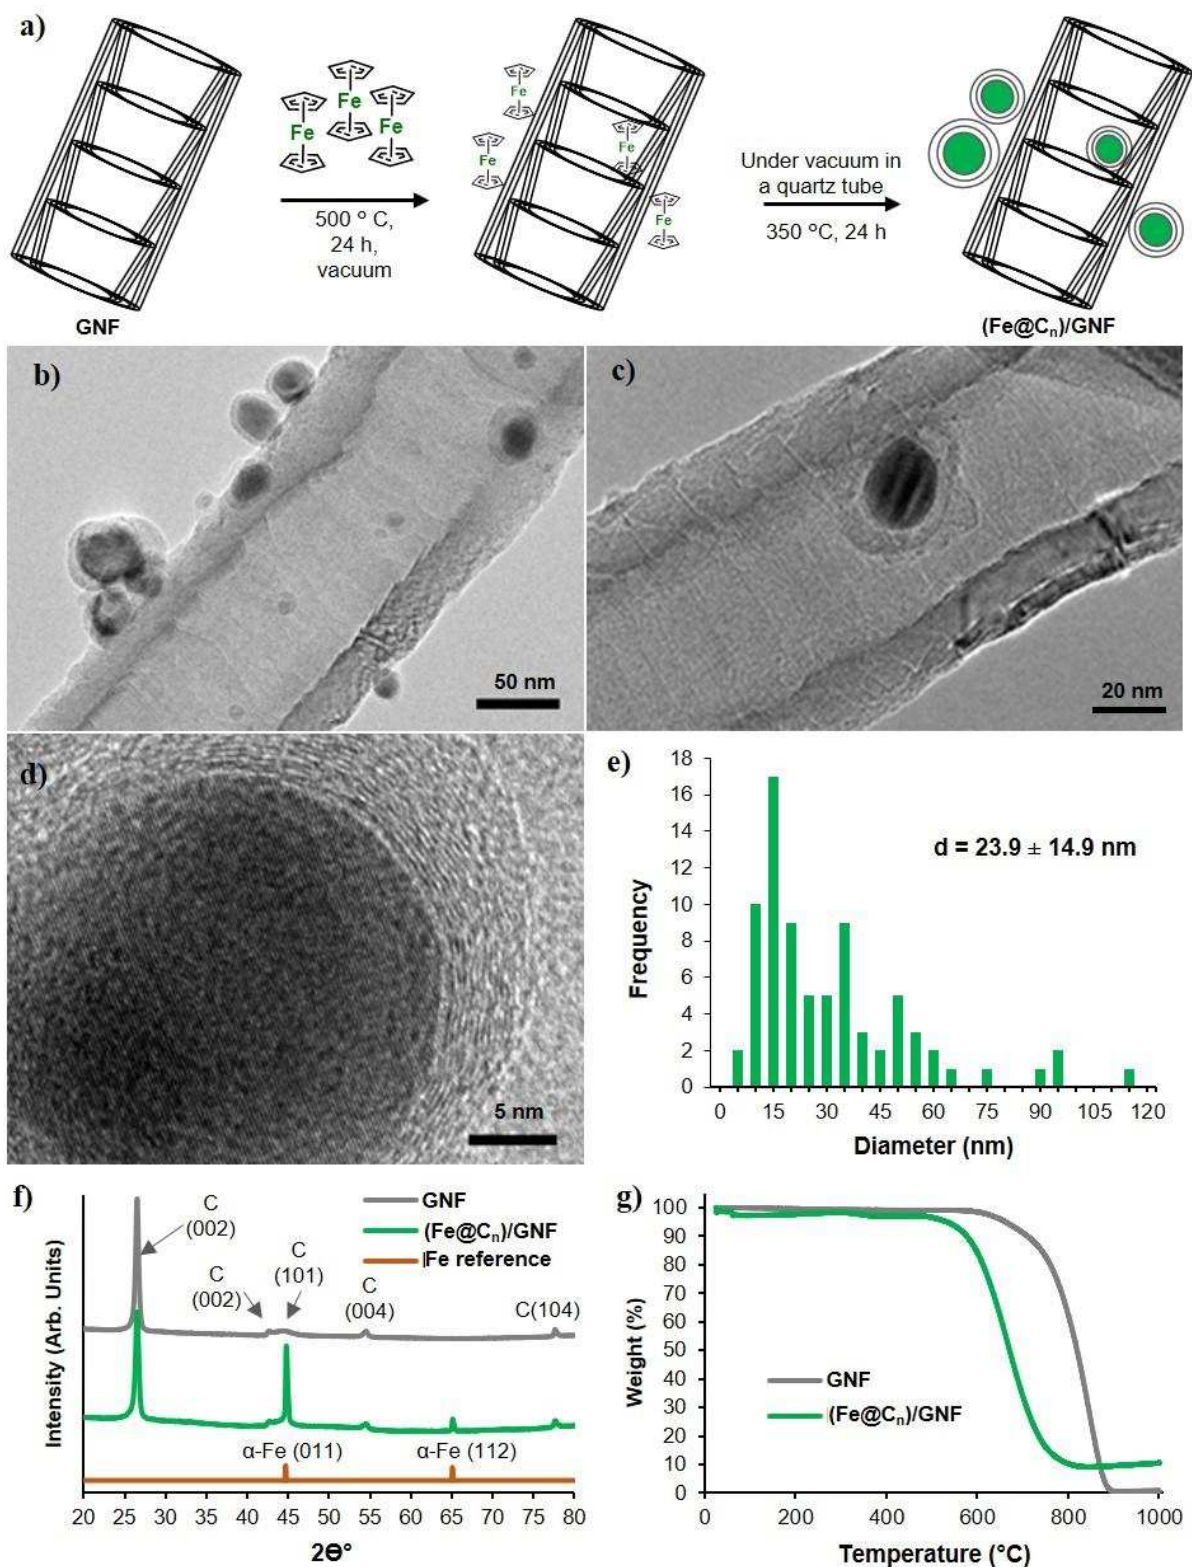 a)
Fe
Fe
Fe
500 ° C,
24 h,
vacuum
GNF
Fe
Fe
Fe
Fe
Under vacuum in
a quartz tube
350 °C, 24 h
(Fe@Cn)/GNF
b)
50 nm
c)
20 nm
d)
5 nm
e)
d = 23.9 ± 14.9 nm
Frequency
18
16
14
12
10
8
6
4
2
0
0 15 30 45 60 75 90 105 120
Diameter (nm)
f)
GNF
(Fe@Cn)/GNF
Fe reference
C
(002)
C
(002)
C
(101)
C
(004)
C(104)
α-Fe (011)
α-Fe (112)
Intensity (Arb. Units)
20 25 30 35 40 45 50 55 60 65 70 75 80
2Θ°
g)
Weight (%)
100
90
80
70
60
50
40
30
20
10
0
GNF
(Fe@Cn)/GNF
0 200 400 600 800 1000
Temperature (°C)